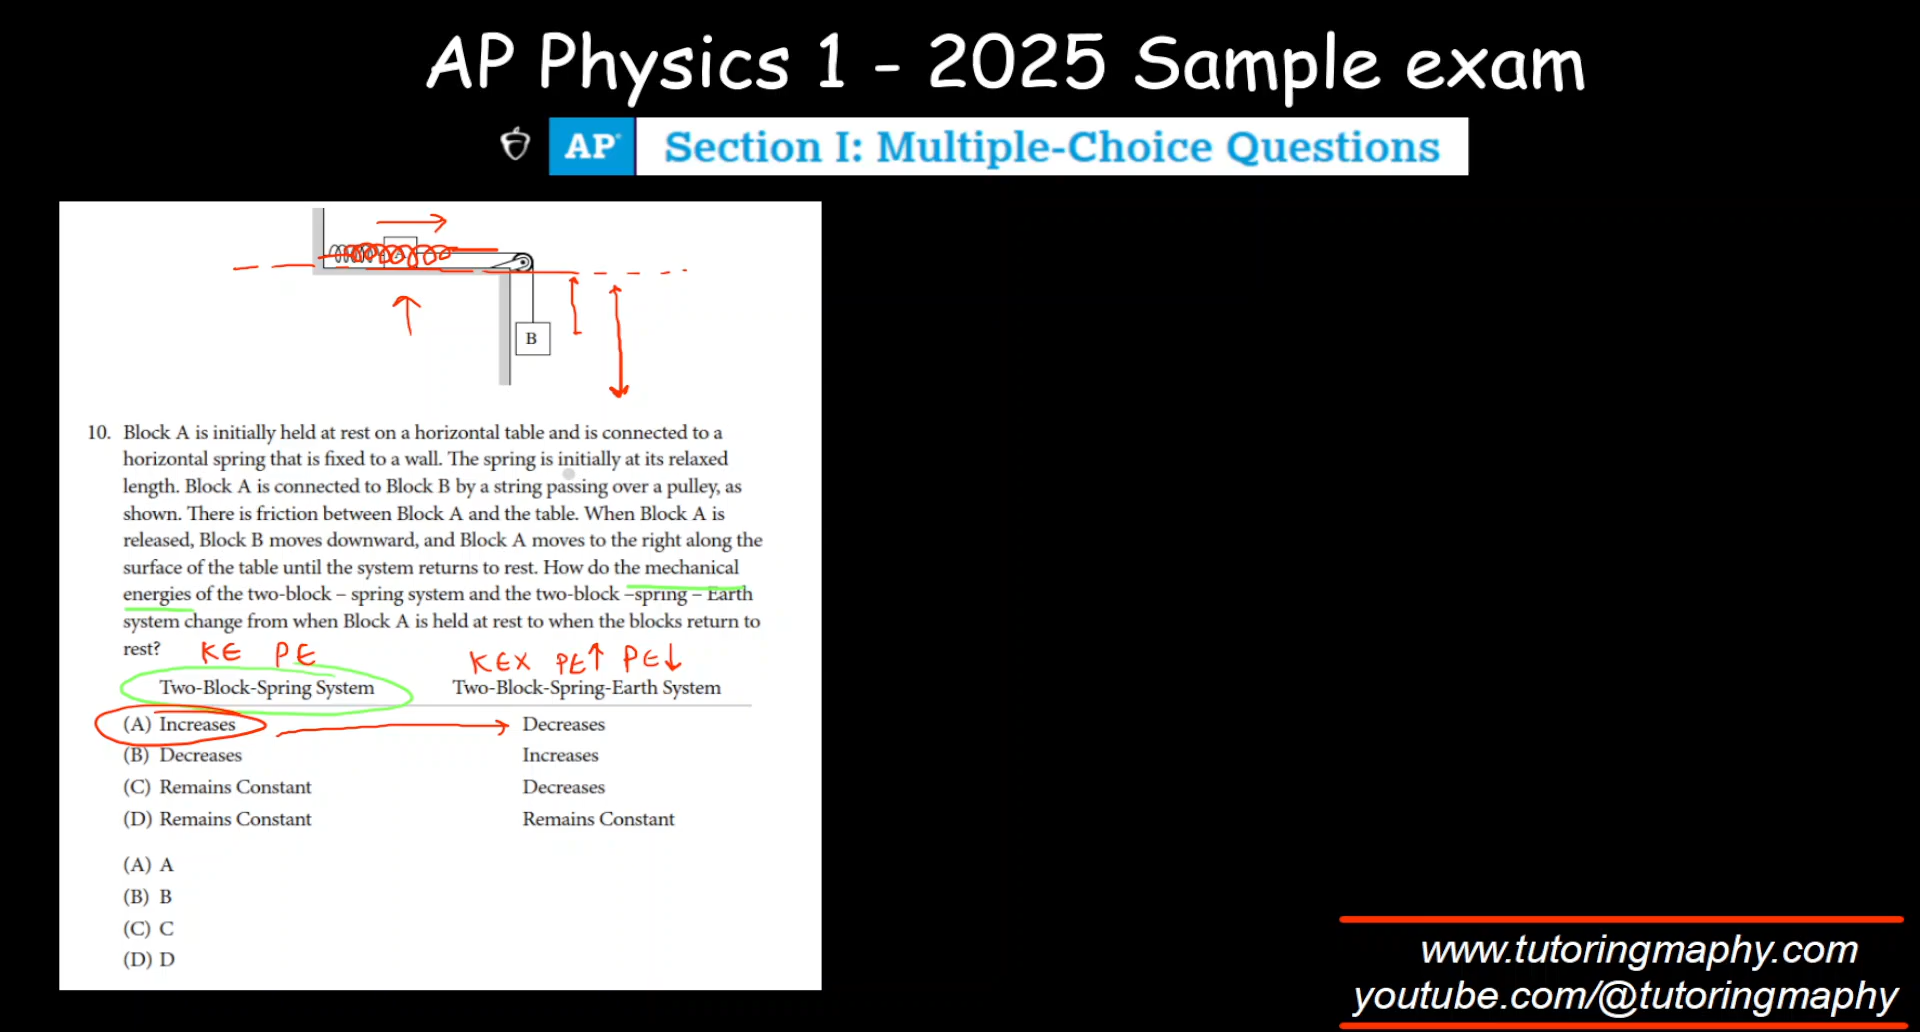 AP Physics 1 - 2025 Sample exam
AP® Section I: Multiple-Choice Questions
B
10. Block A is initially held at rest on a horizontal table and is connected to a
horizontal spring that is fixed to a wall. The spring is initially at its relaxed
length. Block A is connected to Block B by a string passing over a pulley, as
shown. There is friction between Block A and the table. When Block A is
released, Block B moves downward, and Block A moves to the right along the
surface of the table until the system returns to rest. How do the mechanical
energies of the two-block – spring system and the two-block –spring – Earth
system change from when Block A is held at rest to when the blocks return to
rest?
KE PE
KEX PE↑ PE↓
Two-Block-Spring System Two-Block-Spring-Earth System
(A) Increases Decreases
(B) Decreases Increases
(C) Remains Constant Decreases
(D) Remains Constant Remains Constant
(A) A
(B) B
(C) C
(D) D
www.tutoringmaphy.com
youtube.com/@tutoringmaphy